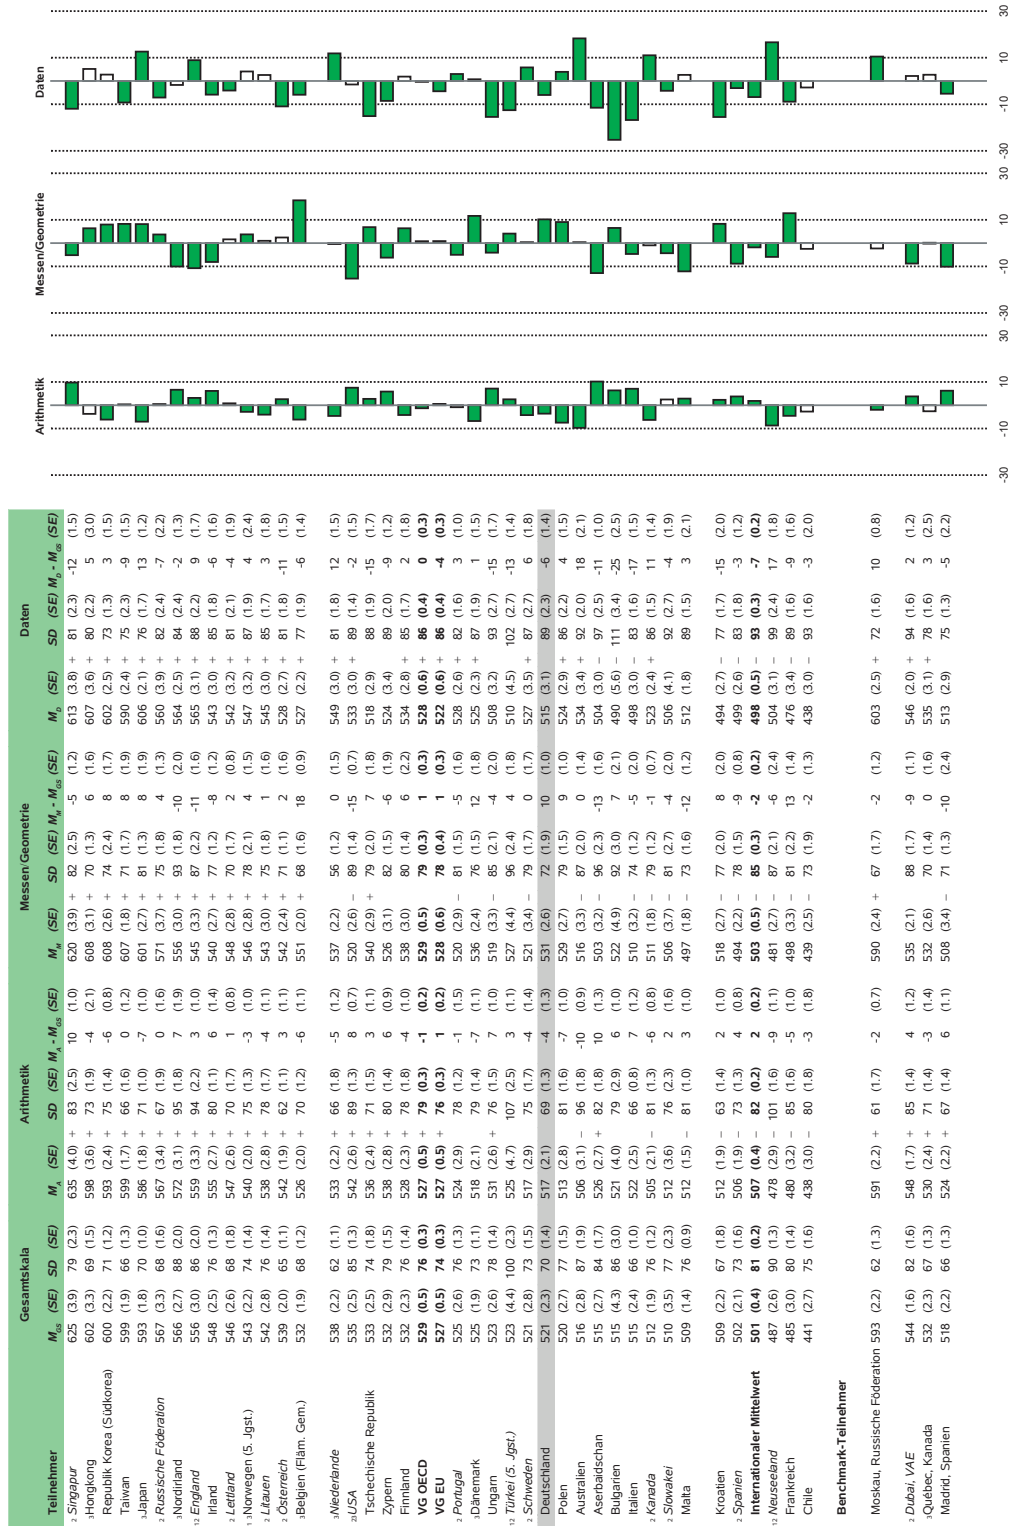 Gesamtskala Arithmetik Messen/Geometrie Daten Arithmetik Messen/Geometrie Daten
Teilnehmer M_GS (SE) SD (SE) M_A (SE) SD (SE) M_A - M_GS (SE) M_M (SE) SD (SE) M_M - M_GS (SE) M_D (SE) SD (SE) M_D - M_GS (SE)
2 Singapur 625 (3.9) 79 (2.3) 635 (4.0) + 83 (2.5) 10 (1.0) 620 (3.9) + 82 (2.5) -5 (1.2) 613 (3.8) + 81 (2.3) -12 (1.5)
3 Hongkong 602 (3.3) 69 (1.5) 598 (3.6) + 73 (1.9) -4 (2.1) 608 (3.1) + 70 (1.3) 6 (1.6) 607 (3.6) + 80 (2.2) 5 (3.0)
Republik Korea (Südkorea) 600 (2.2) 71 (1.2) 593 (2.4) + 75 (1.4) -6 (0.8) 608 (2.6) + 74 (2.4) 8 (1.7) 602 (2.5) + 73 (1.3) 3 (1.5)
Taiwan 599 (1.9) 66 (1.3) 599 (1.7) + 66 (1.6) 0 (1.2) 607 (1.8) + 71 (1.7) 8 (1.9) 590 (2.4) + 75 (2.3) -9 (1.5)
3 Japan 593 (1.8) 70 (1.0) 586 (1.8) + 71 (1.0) -7 (1.0) 601 (2.7) + 81 (1.3) 8 (1.9) 606 (2.1) + 76 (1.7) 13 (1.2)
2 Russische Föderation 567 (3.3) 68 (1.6) 567 (3.4) + 67 (1.9) 0 (1.6) 571 (3.7) + 75 (1.8) 4 (1.3) 560 (3.9) + 82 (2.4) -7 (2.2)
3 Nordirland 566 (2.7) 88 (2.0) 572 (3.1) + 95 (1.8) 7 (1.9) 556 (3.0) + 93 (1.8) -10 (2.0) 564 (2.5) + 84 (2.4) -2 (1.3)
12 England 556 (3.0) 86 (2.0) 559 (3.3) + 94 (2.2) 3 (1.0) 545 (3.3) + 87 (2.2) -11 (1.6) 565 (3.1) + 88 (2.2) 9 (1.7)
Irland 548 (2.5) 76 (1.3) 555 (2.7) + 80 (1.1) 6 (1.4) 540 (2.7) + 77 (1.2) -8 (1.2) 543 (3.0) + 85 (1.8) -6 (1.6)
2 Lettland 546 (2.6) 68 (1.8) 547 (2.6) + 70 (1.7) 1 (0.8) 548 (2.8) + 70 (1.7) 2 (0.8) 542 (3.2) + 81 (2.1) -4 (1.9)
13 Norwegen (5. Jgst.) 543 (2.2) 74 (1.4) 540 (2.0) + 75 (1.3) -3 (1.0) 546 (2.8) + 78 (2.1) 4 (1.5) 547 (3.2) + 87 (1.9) 4 (2.4)
2 Litauen 542 (2.8) 76 (1.4) 538 (2.8) + 78 (1.7) -4 (1.1) 543 (3.0) + 75 (1.8) 1 (1.6) 545 (3.0) + 85 (1.7) 3 (1.8)
2 Österreich 539 (2.0) 65 (1.1) 542 (1.9) + 62 (1.1) 3 (1.1) 542 (2.4) + 71 (1.1) 2 (1.6) 528 (2.7) + 81 (1.8) -11 (1.5)
3 Belgien (Fläm. Gem.) 532 (1.9) 68 (1.2) 526 (2.0) + 70 (1.2) -6 (1.1) 551 (2.0) + 68 (1.6) 18 (0.9) 527 (2.2) + 77 (1.9) -6 (1.4)
3 Niederlande 538 (2.2) 62 (1.1) 533 (2.2) + 66 (1.8) -5 (1.2) 537 (2.2) 56 (1.2) 0 (1.5) 549 (3.0) + 81 (1.8) 12 (1.5)
23 USA 535 (2.5) 85 (1.3) 542 (2.6) + 89 (1.3) 8 (0.7) 520 (2.6) − 89 (1.4) -15 (0.7) 533 (3.0) + 89 (1.4) -2 (1.5)
Tschechische Republik 533 (2.5) 74 (1.8) 536 (2.4) + 71 (1.5) 3 (1.1) 540 (2.9) + 79 (2.0) 7 (1.8) 518 (2.9) 88 (1.9) -15 (1.7)
Zypern 532 (2.9) 82 (1.5) 538 (2.8) + 80 (1.4) 6 (0.9) 526 (3.2) 82 (1.5) -6 (1.9) 524 (3.4) 89 (2.0) -9 (1.2)
Finnland 532 (2.3) 76 (1.4) 528 (2.3) + 78 (1.8) -4 (1.0) 538 (3.0) 80 (1.4) 6 (2.2) 534 (2.8) + 85 (1.7) 2 (1.8)
VG OECD 529 (0.5) 76 (0.3) 527 (0.5) + 79 (0.3) -1 (0.2) 529 (0.5) 79 (0.3) 1 (0.3) 528 (0.6) + 86 (0.4) 0 (0.3)
VG EU 527 (0.5) 74 (0.3) 527 (0.5) + 76 (0.3) 1 (0.2) 528 (0.6) 78 (0.4) 1 (0.3) 522 (0.6) + 86 (0.4) -4 (0.3)
2 Portugal 525 (2.6) 76 (1.3) 524 (2.9) 78 (1.2) -1 (1.5) 520 (2.9) − 81 (1.5) -5 (1.6) 528 (2.6) + 82 (1.6) 3 (1.0)
3 Dänemark 525 (2.4) 73 (1.1) 518 (2.1) 79 (1.4) -7 (1.1) 536 (2.4) 76 (1.5) 12 (1.8) 525 (2.3) + 79 (1.9) 1 (1.5)
Ungarn 523 (2.6) 78 (1.4) 531 (2.6) + 76 (1.5) 7 (1.0) 519 (3.3) − 85 (2.1) -4 (2.0) 508 (3.2) 93 (2.7) -15 (1.7)
12 Türkei (5. Jgst.) 523 (4.4) 100 (2.3) 525 (4.7) 107 (2.5) 3 (1.1) 527 (4.4) 96 (2.4) 4 (1.8) 510 (4.5) 102 (2.7) -13 (1.4)
2 Schweden 521 (2.8) 73 (1.5) 517 (2.9) 75 (1.7) -4 (1.4) 521 (3.4) − 79 (1.7) 0 (1.7) 527 (3.5) + 87 (2.7) 6 (1.8)
Deutschland 521 (2.3) 70 (1.4) 517 (2.1) 69 (1.3) -4 (1.3) 531 (2.6) 72 (1.9) 10 (1.0) 515 (3.1) 89 (2.3) -6 (1.4)
Polen 520 (2.7) 77 (1.5) 513 (2.8) 81 (1.6) -7 (1.0) 529 (2.7) 79 (1.5) 9 (1.0) 524 (2.9) + 86 (2.2) 4 (1.5)
Australien 516 (2.8) 87 (1.9) 506 (3.1) − 96 (1.8) -10 (0.9) 516 (3.3) − 87 (2.0) 0 (1.4) 534 (3.4) + 92 (2.0) 18 (2.1)
Aserbaidschan 515 (2.7) 84 (1.7) 526 (2.7) + 82 (1.8) 10 (1.3) 503 (3.2) − 96 (2.3) -13 (1.6) 504 (3.0) − 97 (2.5) -11 (1.0)
Bulgarien 515 (4.3) 86 (3.0) 521 (4.0) 79 (2.9) 6 (1.0) 522 (4.9) 92 (3.0) 7 (2.1) 490 (5.6) − 111 (3.4) -25 (2.5)
Italien 515 (2.4) 66 (1.0) 522 (2.5) 66 (0.8) 7 (1.2) 510 (3.2) − 74 (1.2) -5 (2.0) 498 (3.0) − 83 (1.6) -17 (1.5)
2 Kanada 512 (1.9) 76 (1.2) 505 (2.1) − 81 (1.3) -6 (0.8) 511 (1.8) − 79 (1.2) -1 (0.7) 523 (2.4) + 86 (1.5) 11 (1.4)
2 Slowakei 510 (3.5) 77 (2.3) 512 (3.6) 76 (2.3) 2 (1.6) 506 (3.7) − 81 (2.7) -4 (2.0) 506 (4.1) 92 (2.7) -4 (1.9)
Malta 509 (1.4) 76 (0.9) 512 (1.5) − 81 (1.0) 3 (1.0) 497 (1.8) − 73 (1.6) -12 (1.2) 512 (1.8) 89 (1.5) 3 (2.1)
Kroatien 509 (2.2) 67 (1.8) 512 (1.9) − 63 (1.4) 2 (1.0) 518 (2.7) − 77 (2.0) 8 (2.0) 494 (2.7) − 77 (1.7) -15 (2.0)
2 Spanien 502 (2.1) 73 (1.6) 506 (1.9) − 73 (1.3) 4 (0.8) 494 (2.2) − 78 (1.5) -9 (0.8) 499 (2.6) − 83 (1.8) -3 (1.2)
Internationaler Mittelwert 501 (0.4) 81 (0.2) 507 (0.4) − 82 (0.2) 2 (0.2) 503 (0.5) − 85 (0.3) -2 (0.2) 498 (0.5) − 93 (0.3) -7 (0.2)
12 Neuseeland 487 (2.6) 90 (1.3) 478 (2.9) − 101 (1.6) -9 (1.1) 481 (2.7) − 87 (2.1) -6 (2.4) 504 (3.1) − 99 (2.4) 17 (1.8)
Frankreich 485 (3.0) 80 (1.4) 480 (3.2) − 85 (1.6) -5 (1.0) 498 (3.3) − 81 (2.2) 13 (1.4) 476 (3.4) − 89 (1.6) -9 (1.6)
Chile 441 (2.7) 75 (1.6) 438 (3.0) − 80 (1.8) -3 (1.8) 439 (2.5) − 73 (1.9) -2 (1.3) 438 (3.0) − 93 (1.6) -3 (2.0)
Benchmark-Teilnehmer
Moskau, Russische Föderation 593 (2.2) 62 (1.3) 591 (2.2) + 61 (1.7) -2 (0.7) 590 (2.4) + 67 (1.7) -2 (1.2) 603 (2.5) + 72 (1.6) 10 (0.8)
2 Dubai, VAE 544 (1.6) 82 (1.6) 548 (1.7) + 85 (1.4) 4 (1.2) 535 (2.1) 88 (1.7) -9 (1.1) 546 (2.0) + 94 (1.6) 2 (1.2)
3 Québec, Kanada 532 (2.3) 67 (1.3) 530 (2.4) + 71 (1.4) -3 (1.4) 532 (2.6) 70 (1.4) 0 (1.6) 535 (3.1) + 78 (1.6) 3 (2.5)
Madrid, Spanien 518 (2.2) 66 (1.3) 524 (2.2) + 67 (1.4) 6 (1.1) 508 (3.4) − 71 (1.3) -10 (2.4) 513 (2.9) 75 (1.3) -5 (2.2)
-30 -10 10 30 -30 -10 10 30 -30 -10 10 30